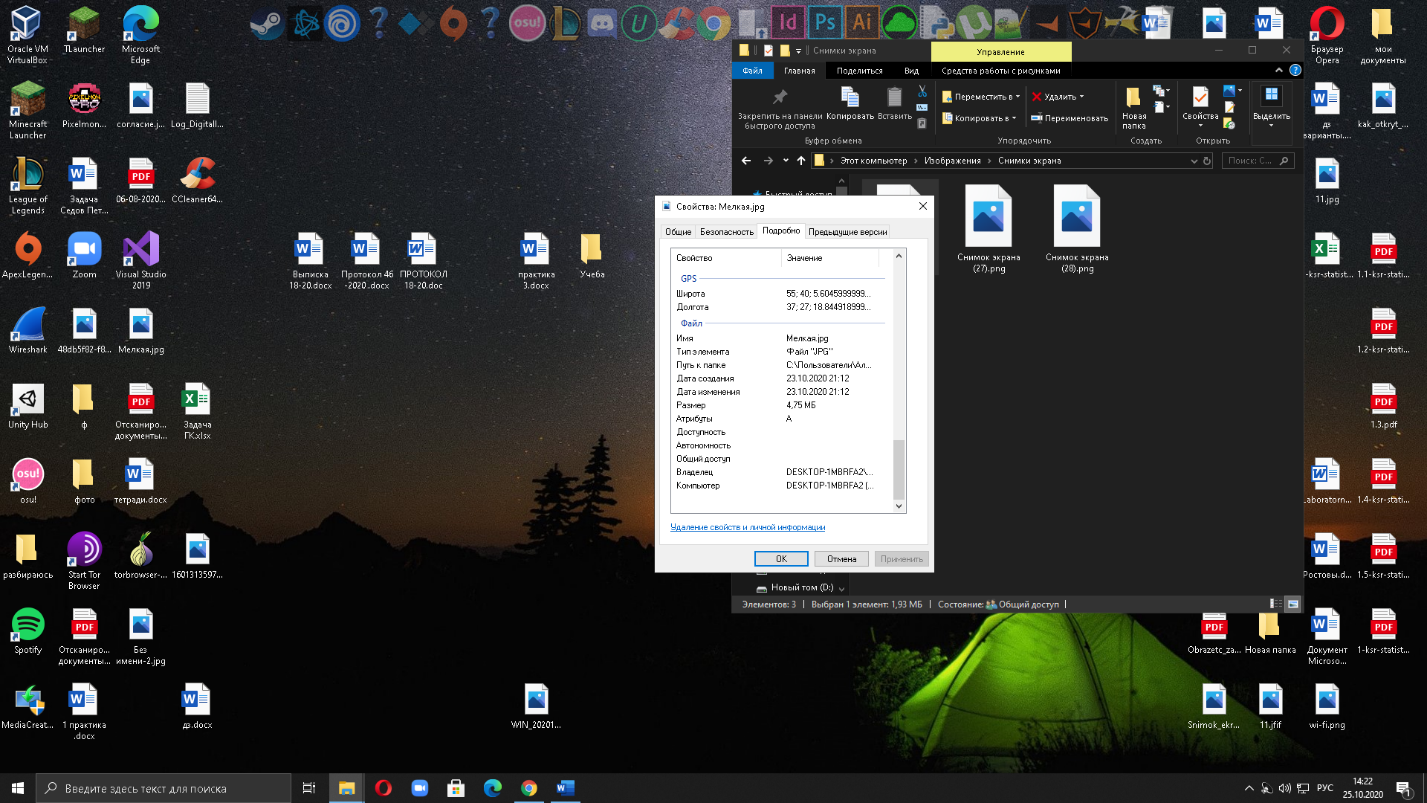 Oracle VM
VirtualBox
TLauncher
Microsoft
Edge
Minecraft
Launcher
Pixelmon...
согласие.j...
Log_Digitall...
League of
Legends
Задача
Седов Пет...
06-08-2020...
CCleaner64...
ApexLegen...
Zoom
Visual Studio
2019
Выписка
18-20.docx
Протокол 46
-2020 .docx
ПРОТОКОЛ
18-20.doc
практика
3.docx
Учеба
Wireshark
48db5f82-f8...
Мелкая.jpg
Unity Hub
ф
Отсканиро
документы...
Задача
ГК.xlsx
osu!
osu!
фото
тетради.docx
разбираюсь
Start Tor
Browser
torbrowser-...
1601313597...
Spotify
Отсканиро...
документы...
Без
имени-2.jpg
MediaCreat...
1 практика
.docx
дз.docx
WIN_20201...
osu!
Id
Ps
Ai
Браузер
Opera
мои
документы
дз
варианты...
kak_otkryt_...
11.jpg
-ksr-statist...
1.1-ksr-stati...
1.2-ksr-stati...
1.3.pdf
Laboratorn...
1.4-ksr-stati...
Ростовы.d...
1.5-ksr-stati...
Obrazetc_za...
Новая папка
Документ
Microso...
1-ksr-statist...
Snimok_ekr...
11.jfif
wi-fi.png
Снимки экрана
Управление
Файл
Главная
Поделиться
Вид
Средства работы с рисунками
Закрепить на панели
быстрого доступа
Копировать
Вставить
Переместить в
Копировать в
Удалить
Переименовать
Новая
папка
Свойства
Выделить
Буфер обмена
Упорядочить
Создать
Открыть
Этот компьютер › Изображения › Снимки экрана
Поиск: С...
Снимок экрана
(27).png
Снимок экрана
(28).png
Новый том (D:)
Элементов: 3
Выбран 1 элемент: 1,93 МБ
Состояние: Общий доступ
Свойства: Мелкая.jpg
Общие
Безопасность
Подробно
Предыдущие версии
Свойство Значение
GPS
Широта 55; 40; 5.6045999999...
Долгота 37; 27; 18.844918999...
Файл
Имя Мелкая.jpg
Тип элемента Файл "JPG"
Путь к папке C:\Пользователи\Ал...
Дата создания 23.10.2020 21:12
Дата изменения 23.10.2020 21:12
Размер 4,75 МБ
Атрибуты A
Доступность
Автономность
Общий доступ
Владелец DESKTOP-1MBRFA2\...
Компьютер DESKTOP-1MBRFA2 (...
Удаление свойств и личной информации
ОК
Отмена
Применить
Введите здесь текст для поиска
РУС
14:22
25.10.2020